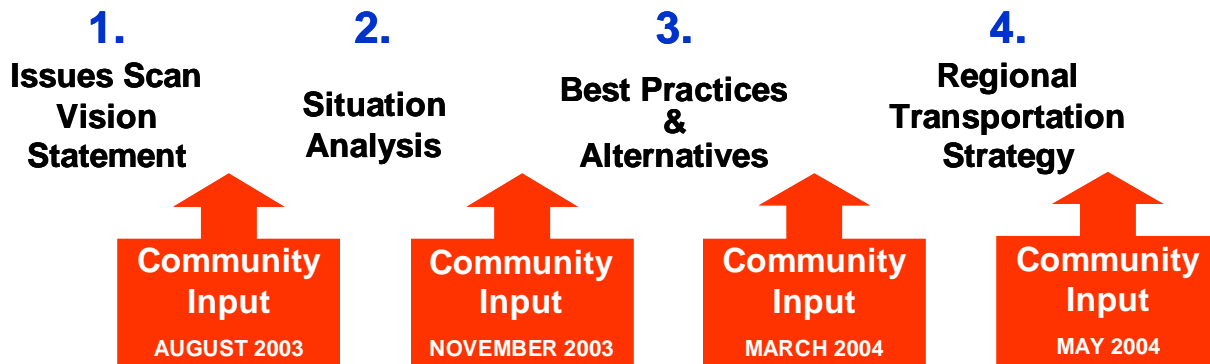 1.
Issues Scan
Vision
Statement
2.
Situation
Analysis
3.
Best Practices
&
Alternatives
4.
Regional
Transportation
Strategy
Community
Input
AUGUST 2003
Community
Input
NOVEMBER 2003
Community
Input
MARCH 2004
Community
Input
MAY 2004